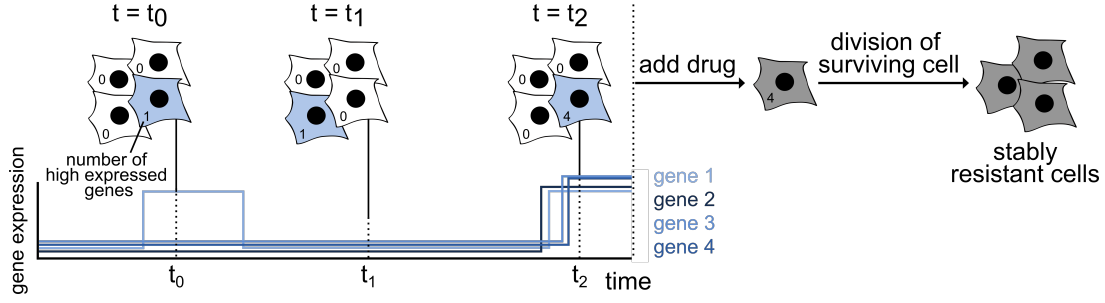 t = t0
t = t1
t = t2
0
0
0
1
0
0
0
1
0
0
0
4
add drug
4
division of
surviving cell
stably
resistant cells
number of
high expressed
genes
gene expression
gene 1
gene 2
gene 3
gene 4
t0
t1
t2
time